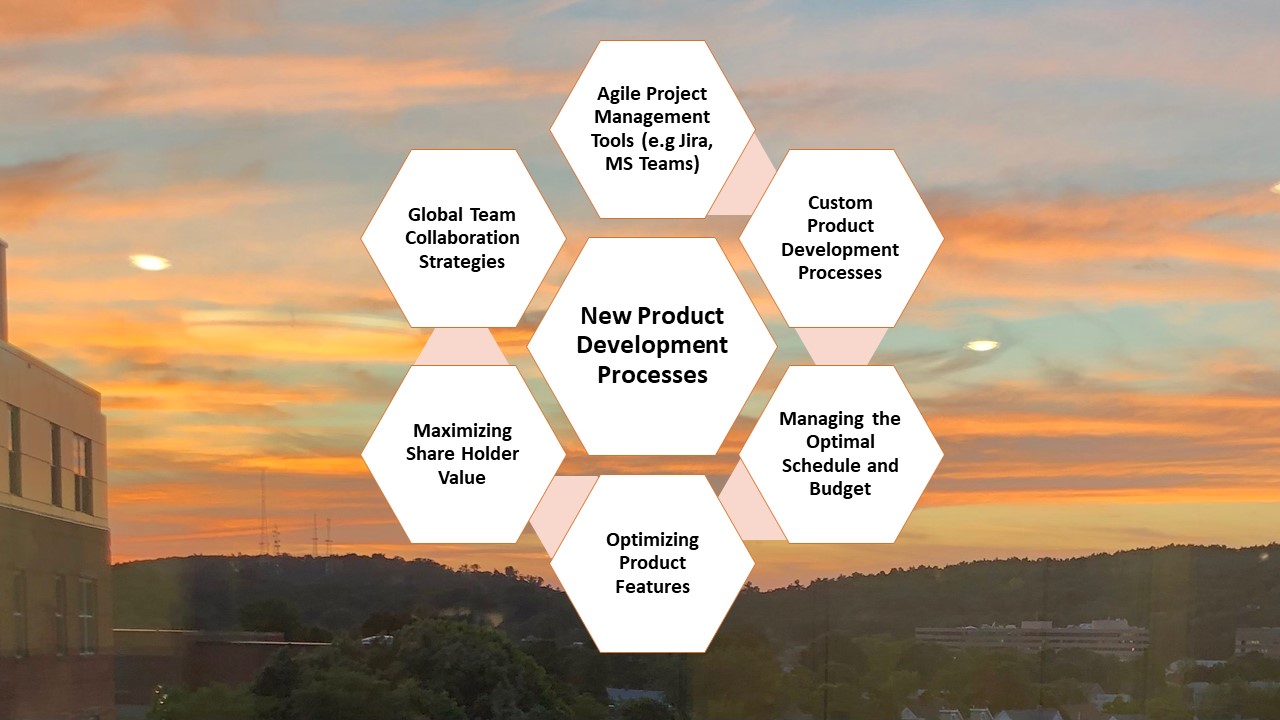 Agile Project
Management
Tools (e.g Jira,
MS Teams)
Custom
Product
Development
Processes
Global Team
Collaboration
Strategies
New Product
Development
Processes
Managing the
Optimal
Schedule and
Budget
Maximizing
Share Holder
Value
Optimizing
Product
Features